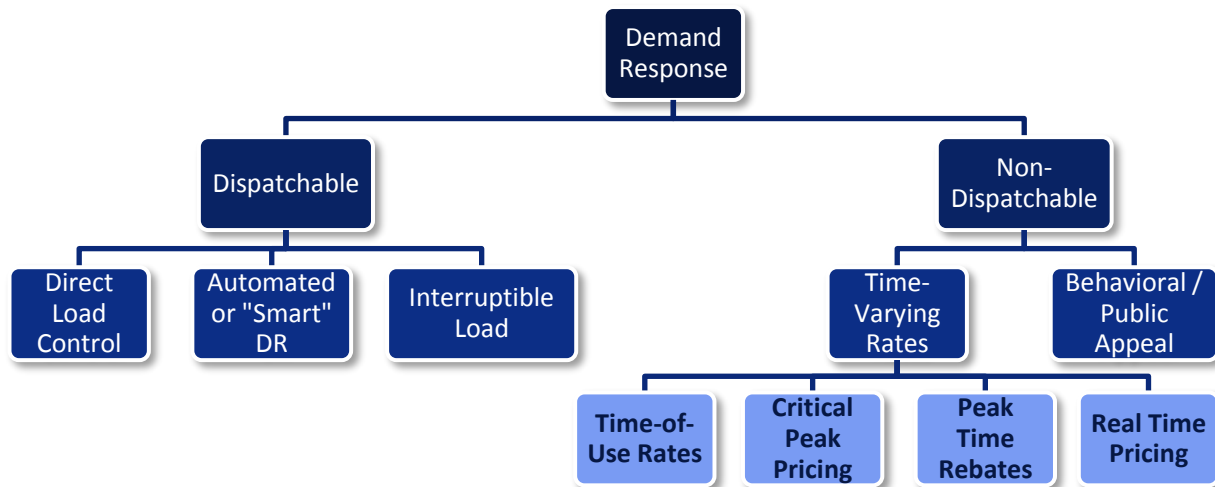 Demand
Response
Dispatchable
Non-
Dispatchable
Direct
Load
Control
Automated
or "Smart"
DR
Interruptible
Load
Time-
Varying
Rates
Behavioral /
Public
Appeal
Time-of-
Use Rates
Critical
Peak
Pricing
Peak
Time
Rebates
Real Time
Pricing